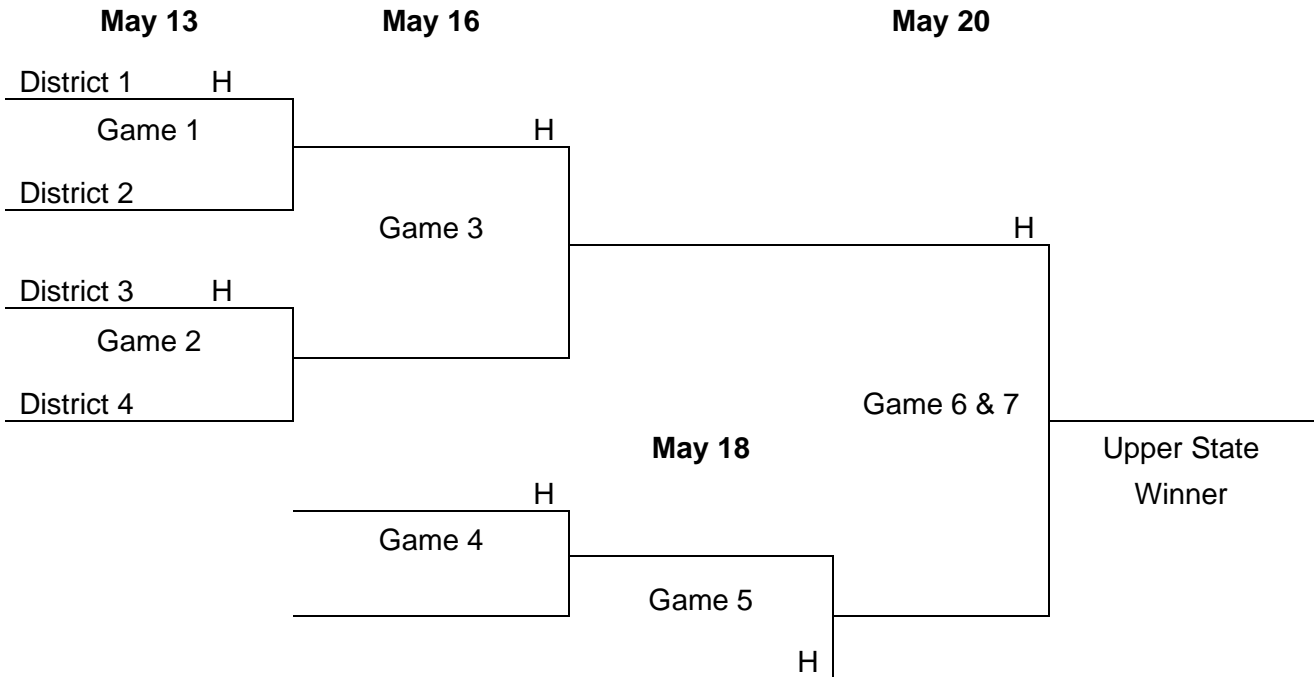 May 13 May 16 May 20
District 1 H
Game 1 H
District 2
Game 3 H
District 3 H
Game 2
District 4 Game 6 & 7
May 18 Upper State
H Winner
Game 4
Game 5
H